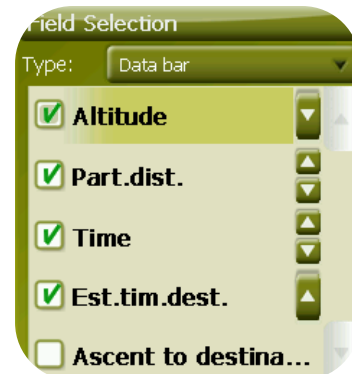 Field Selection
Type: Data bar
Altitude
Part.dist.
Time
Est.tim.dest.
Ascent to destina...